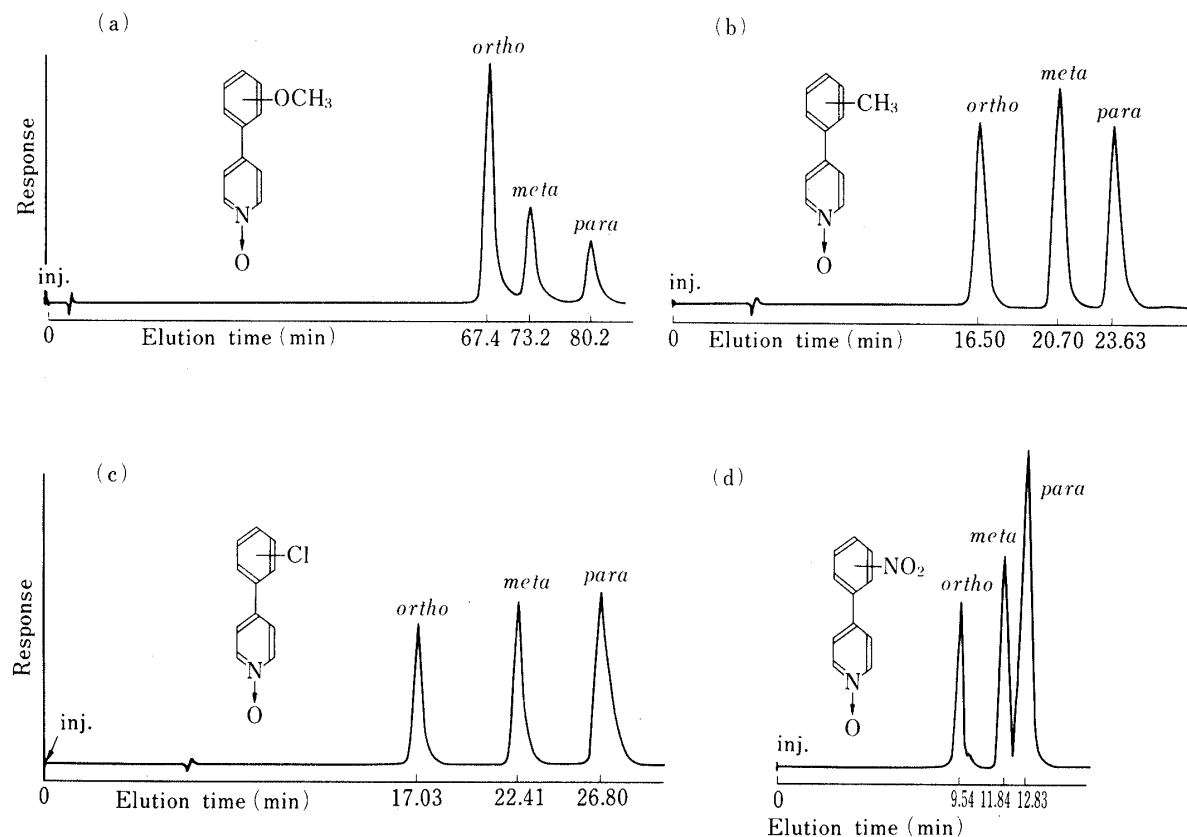 (a)
ortho
OCH₃
meta
para
N
O
Response
inj.
0
Elution time (min)
67.4
73.2
80.2
(b)
meta
ortho
para
CH₃
N
O
inj.
0
Elution time (min)
16.50
20.70
23.63
(c)
Cl
ortho
meta
para
N
O
Response
inj.
0
Elution time (min)
17.03
22.41
26.80
(d)
para
meta
NO₂
ortho
N
O
inj.
0
9.54
11.84
12.83
Elution time (min)